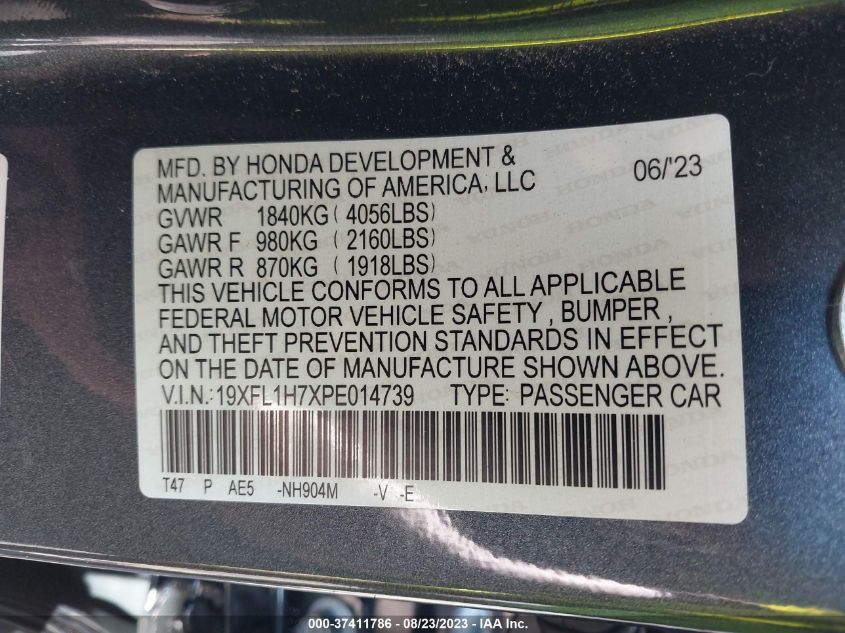 MFD. BY HONDA DEVELOPMENT & 06/'23
MANUFACTURING OF AMERICA, LLC
GVWR 1840KG ( 4056LBS)
GAWR F 980KG ( 2160LBS)
GAWR R 870KG ( 1918LBS)
THIS VEHICLE CONFORMS TO ALL APPLICABLE
FEDERAL MOTOR VEHICLE SAFETY , BUMPER ,
AND THEFT PREVENTION STANDARDS IN EFFECT
ON THE DATE OF MANUFACTURE SHOWN ABOVE.
V.I.N.: 19XFL1H7XPE014739 TYPE: PASSENGER CAR
T47 P AE5 -NH904M -V -E
000-37411786 - 08/23/2023 - IAA Inc.